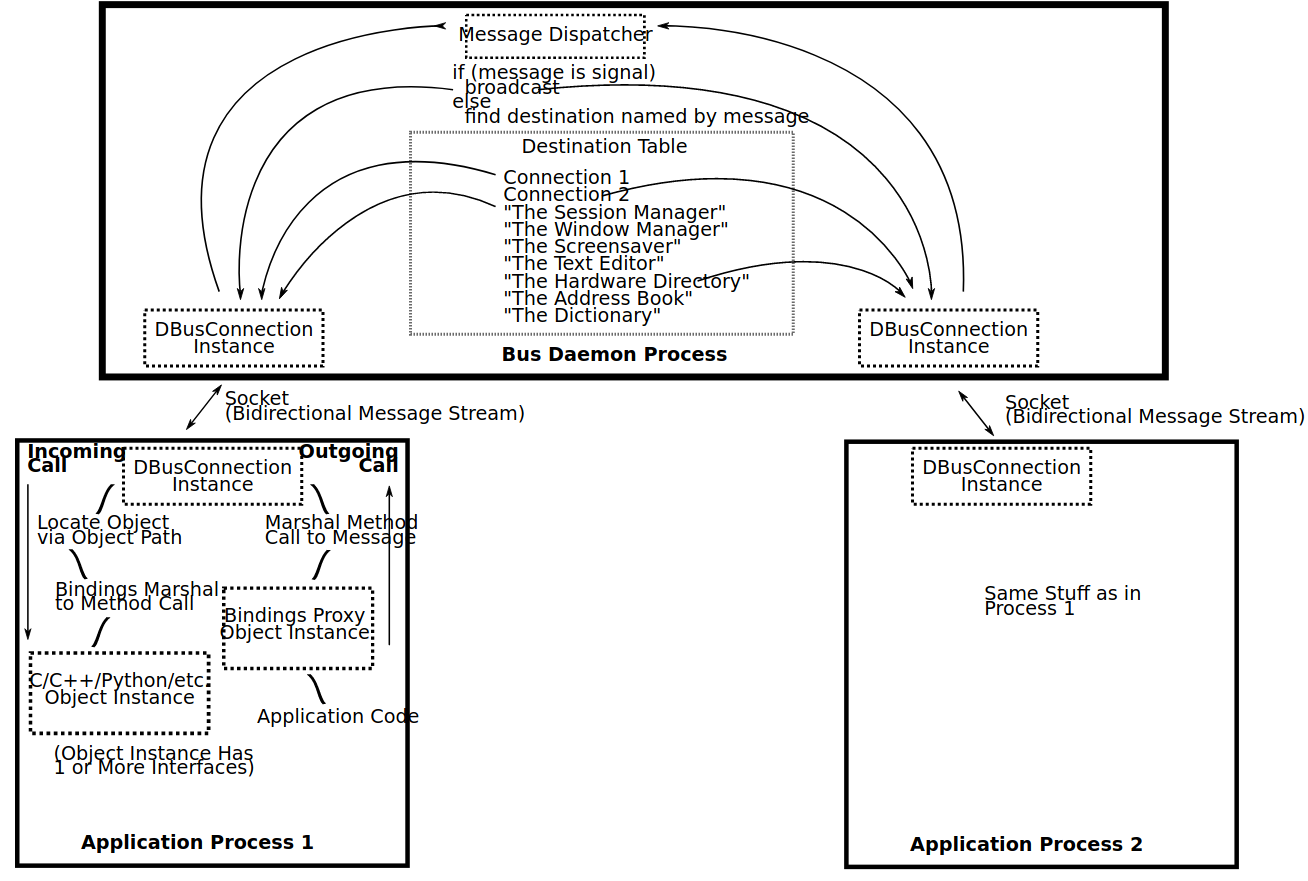 Message Dispatcher
if (message is signal)
broadcast
else
find destination named by message
Destination Table
Connection 1
Connection 2
"The Session Manager"
"The Window Manager"
"The Screensaver"
"The Text Editor"
"The Hardware Directory"
"The Address Book"
"The Dictionary"
DBusConnection
Instance
DBusConnection
Instance
Bus Daemon Process
Socket
(Bidirectional Message Stream)
Socket
(Bidirectional Message Stream)
Incoming
Call
DBusConnection
Instance
Outgoing
Call
Locate Object
via Object Path
Marshal Method
Call to Message
Bindings Marshal
to Method Call
Bindings Proxy
Object Instance
C/C++/Python/etc.
Object Instance
Application Code
(Object Instance Has
1 or More Interfaces)
Application Process 1
DBusConnection
Instance
Same Stuff as in
Process 1
Application Process 2